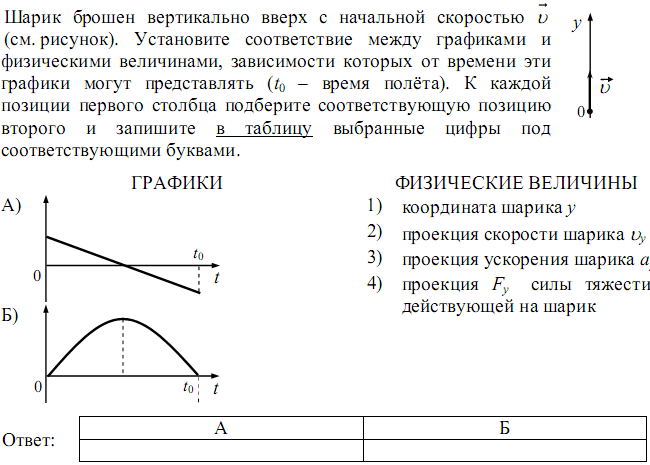 Шарик брошен вертикально вверх с начальной скоростью υ⃗
(см. рисунок). Установите соответствие между графиками и
физическими величинами, зависимости которых от времени эти
графики могут представлять (t₀ – время полёта). К каждой
позиции первого столбца подберите соответствующую позицию
второго и запишите в таблицу выбранные цифры под
соответствующими буквами.
y
υ⃗
0
ГРАФИКИ
А)
0
t₀
t
Б)
0
t₀
t
ФИЗИЧЕСКИЕ ВЕЛИЧИНЫ
1) координата шарика y
2) проекция скорости шарика υy
3) проекция ускорения шарика a
4) проекция Fy силы тяжести
действующей на шарик
Ответ:
А Б